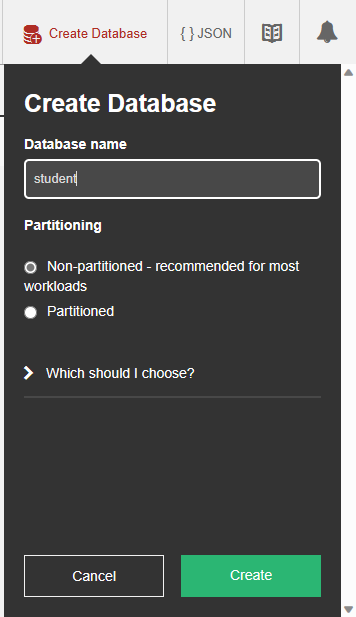 Create Database
{ } JSON
Create Database
Database name
student
Partitioning
Non-partitioned - recommended for most
workloads
Partitioned
Which should I choose?
Cancel
Create